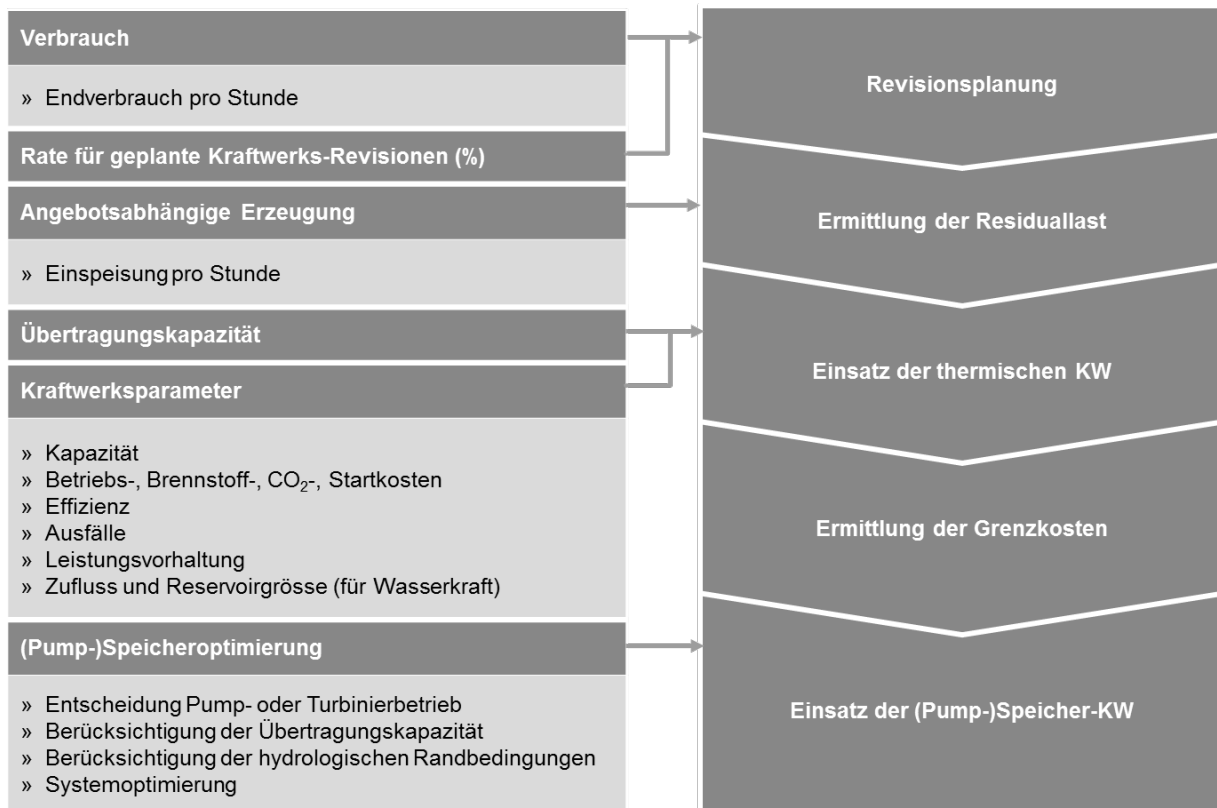 Verbrauch
» Endverbrauch pro Stunde
Rate für geplante Kraftwerks-Revisionen (%)
Angebotsabhängige Erzeugung
» Einspeisung pro Stunde
Übertragungskapazität
Kraftwerksparameter
» Kapazität
» Betriebs-, Brennstoff-, CO₂-, Startkosten
» Effizienz
» Ausfälle
» Leistungsvorhaltung
» Zufluss und Reservoirgrösse (für Wasserkraft)
(Pump-)Speicheroptimierung
» Entscheidung Pump- oder Turbinierbetrieb
» Berücksichtigung der Übertragungskapazität
» Berücksichtigung der hydrologischen Randbedingungen
» Systemoptimierung
Revisionsplanung
Ermittlung der Residuallast
Einsatz der thermischen KW
Ermittlung der Grenzkosten
Einsatz der (Pump-)Speicher-KW